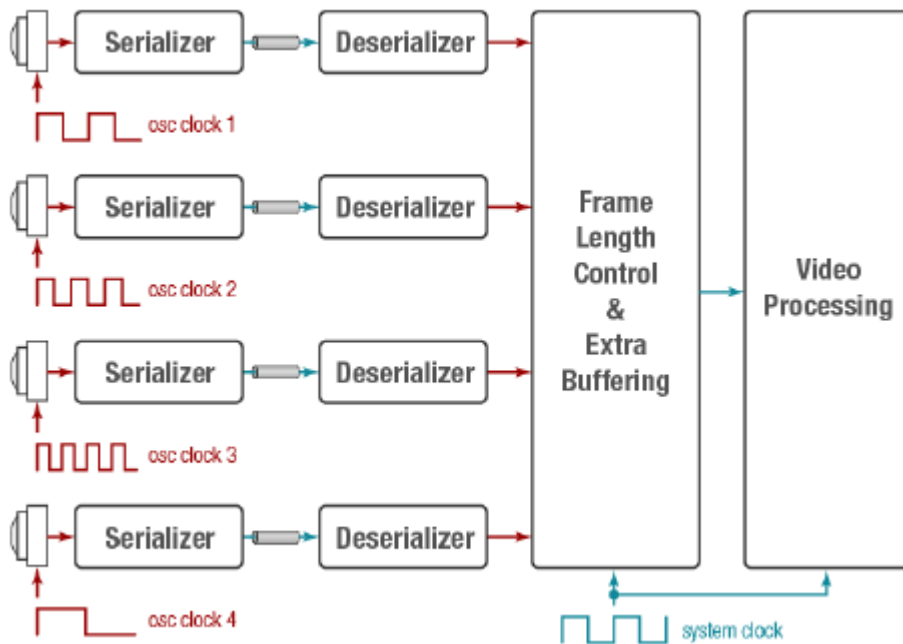 Serializer
Deserializer
osc clock 1
Serializer
Deserializer
osc clock 2
Serializer
Deserializer
osc clock 3
Serializer
Deserializer
osc clock 4
Frame
Length
Control
&
Extra
Buffering
Video
Processing
system clock